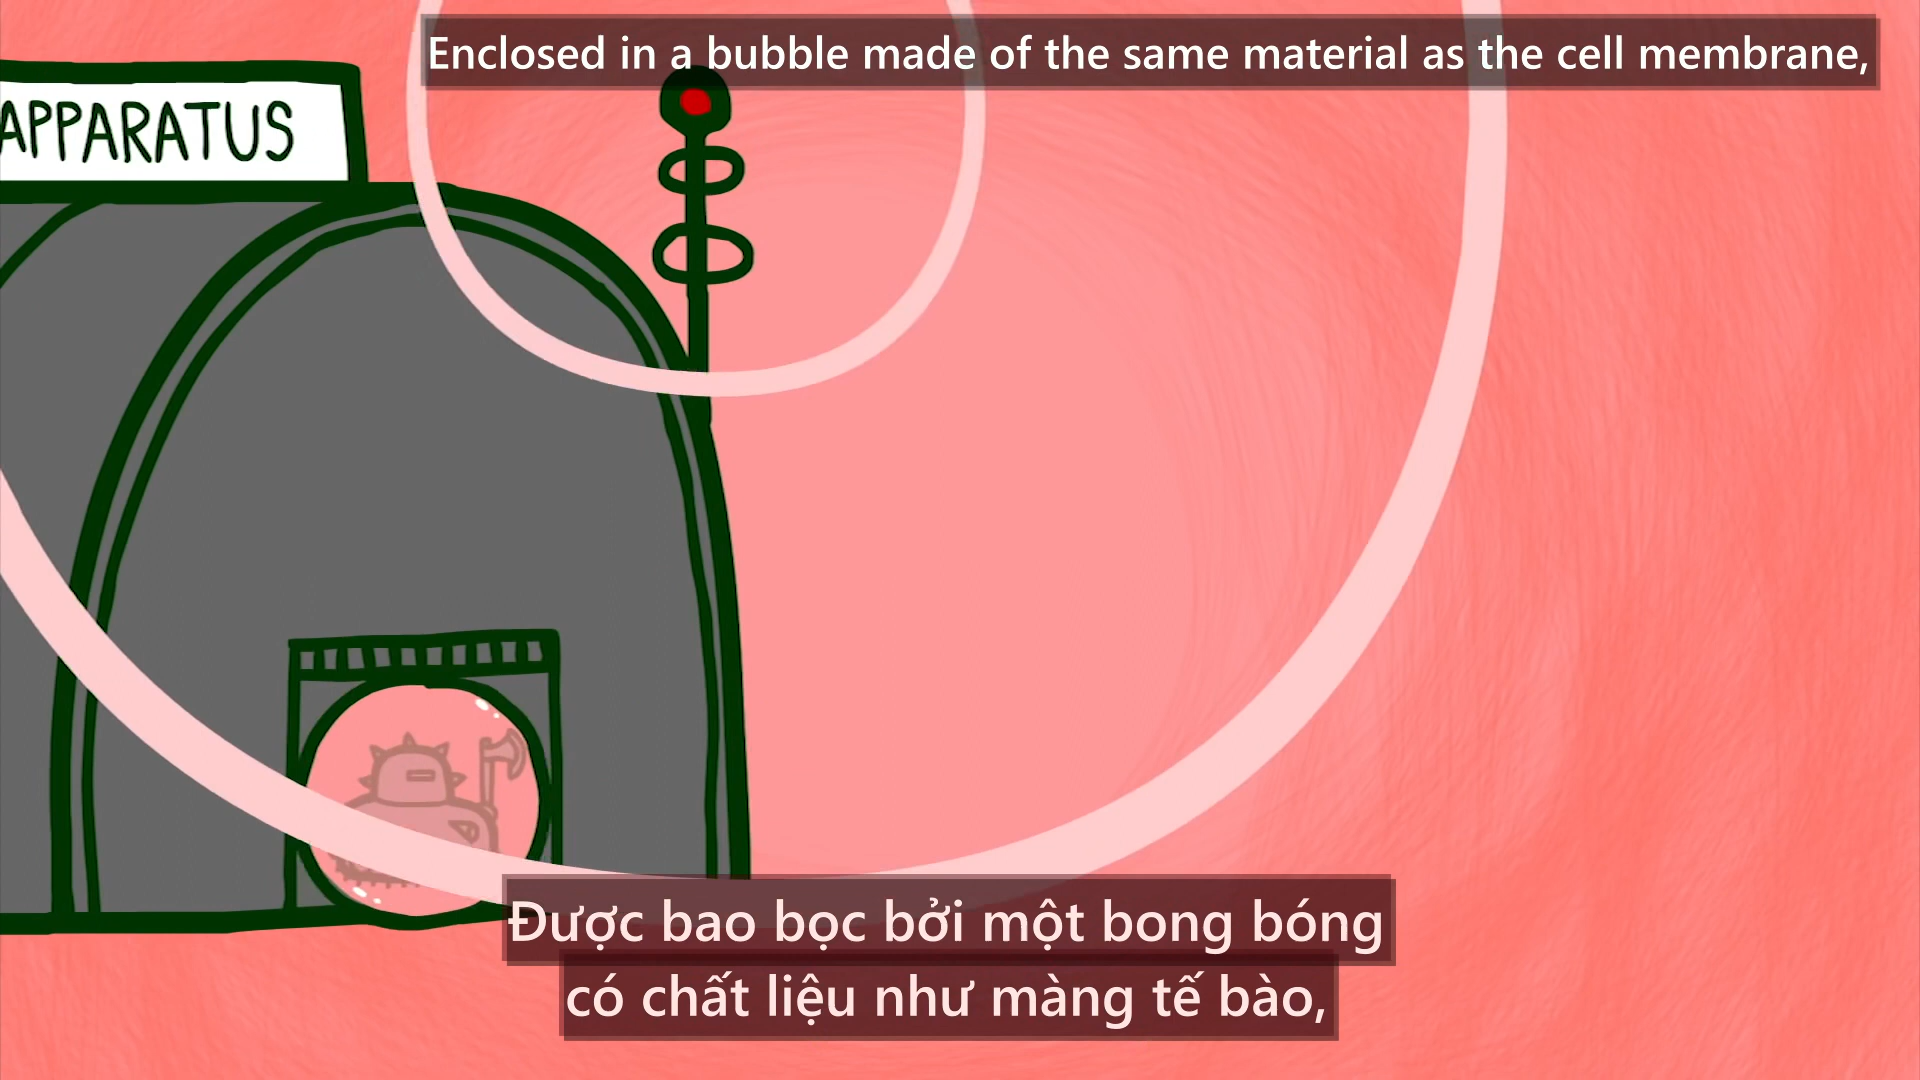 Enclosed in a bubble made of the same material as the cell membrane,
APPARATUS
Được bao bọc bởi một bong bóng
có chất liệu như màng tế bào,